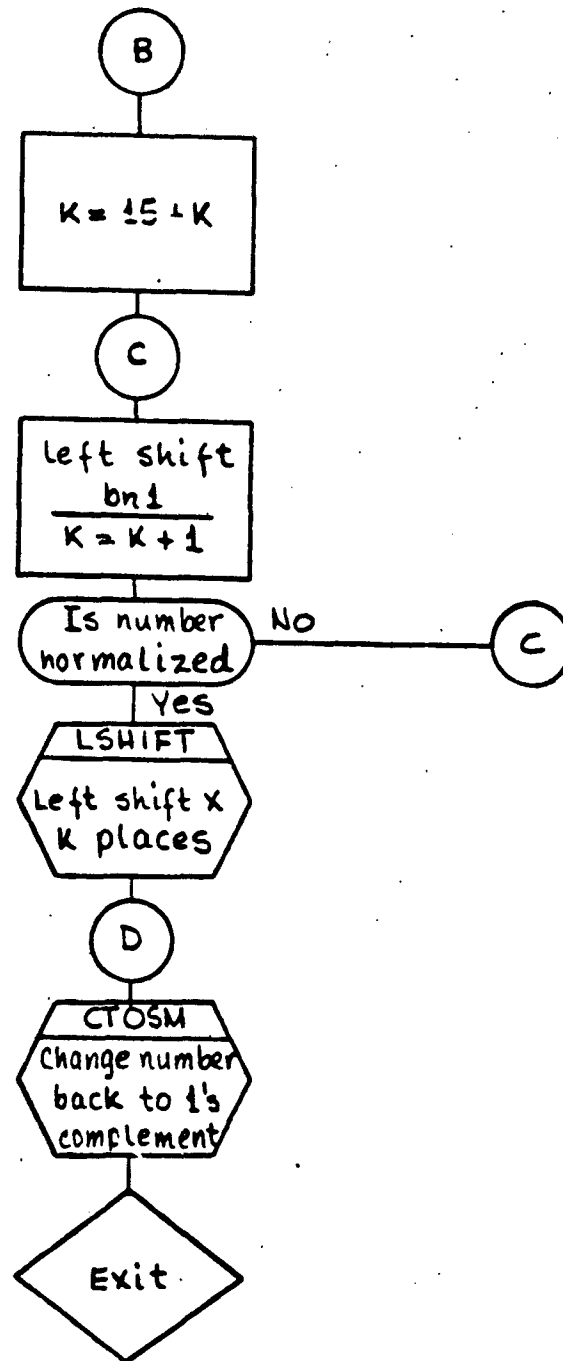 B
K = 15 + K
C
left shift
bn1
K = K + 1
Is number
normalized
No
C
Yes
LSHIFT
Left shift X
K places
D
CTOSM
Change number
back to 1's
complement
Exit